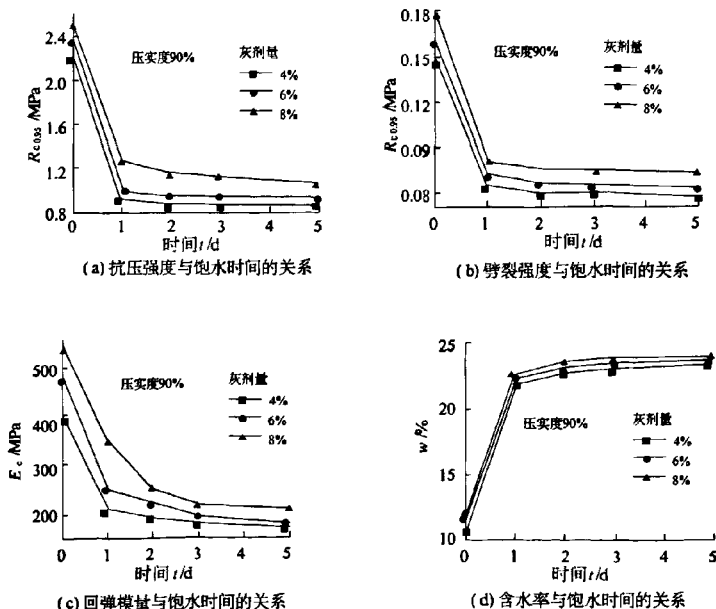 2.4
2.0
1.6
1.2
0.8
R c 0.95 /MPa
压实度90%
灰剂量
4%
6%
8%
0 1 2 3 4 5
时间 t /d
(a) 抗压强度与饱水时间的关系
0.18
0.15
0.12
0.09
0.08
R c 0.95 /MPa
压实度90%
灰剂量
4%
6%
8%
0 1 2 3 4 5
时间 t /d
(b) 劈裂强度与饱水时间的关系
500
400
300
200
E c /MPa
压实度90%
灰剂量
4%
6%
8%
0 1 2 3 4 5
时间 t /d
(c) 回弹模量与饱水时间的关系
25
20
15
10
w /%
压实度90%
灰剂量
4%
6%
8%
0 1 2 3 4 5
时间 t /d
(d) 含水率与饱水时间的关系